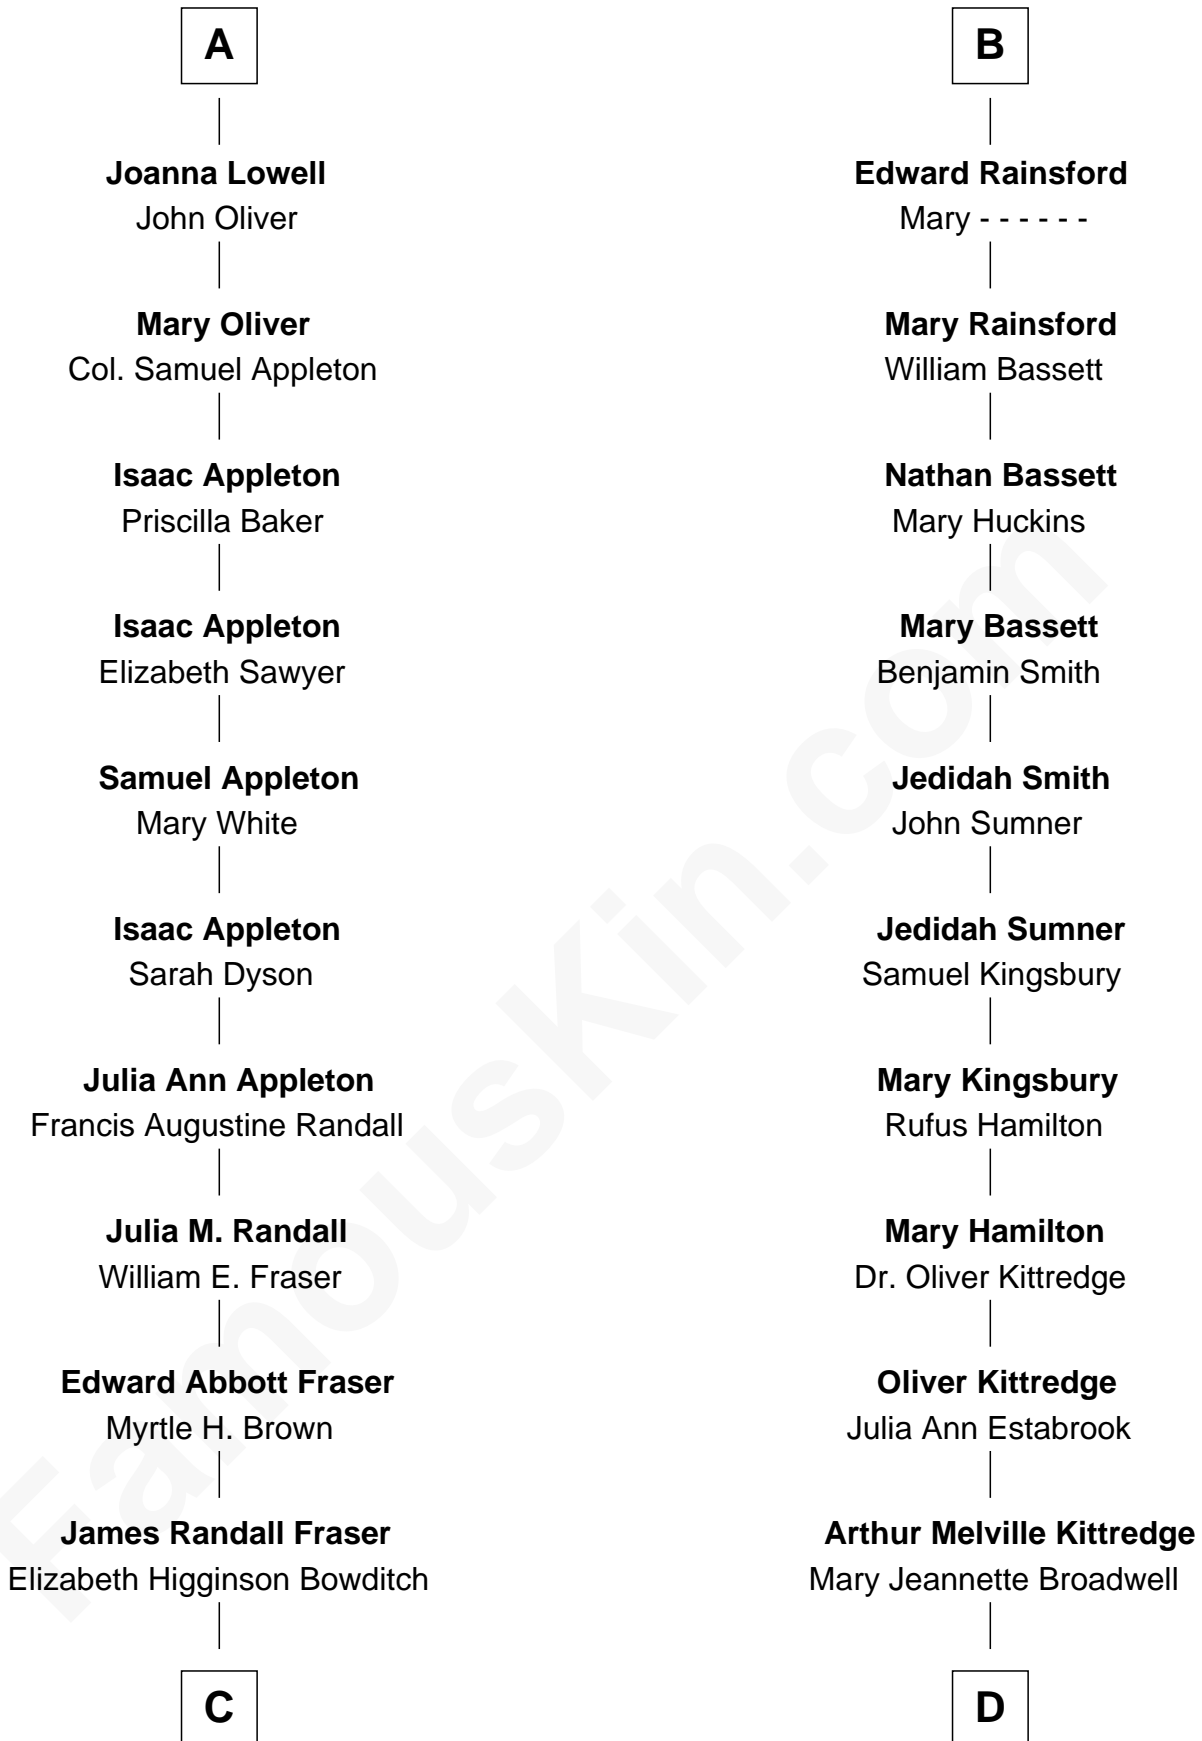 A
Joanna Lowell
John Oliver
Mary Oliver
Col. Samuel Appleton
Isaac Appleton
Priscilla Baker
Isaac Appleton
Elizabeth Sawyer
Samuel Appleton
Mary White
Isaac Appleton
Sarah Dyson
Julia Ann Appleton
Francis Augustine Randall
Julia M. Randall
William E. Fraser
Edward Abbott Fraser
Myrtle H. Brown
James Randall Fraser
Elizabeth Higginson Bowditch
C
B
Edward Rainsford
Mary - - - - - -
Mary Rainsford
William Bassett
Nathan Bassett
Mary Huckins
Mary Bassett
Benjamin Smith
Jedidah Smith
John Sumner
Jedidah Sumner
Samuel Kingsbury
Mary Kingsbury
Rufus Hamilton
Mary Hamilton
Dr. Oliver Kittredge
Oliver Kittredge
Julia Ann Estabrook
Arthur Melville Kittredge
Mary Jeannette Broadwell
D
FamousKin.com